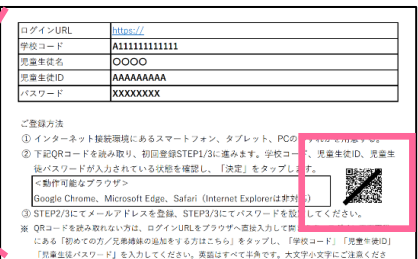 ログインURL https://
学校コード A111111111111
児童生徒名 〇〇〇〇
児童生徒ID AAAAAAAAA
パスワード XXXXXXXX
ご登録方法
① インターネット接続環境にあるスマートフォン、タブレット、PCの
② 下記QRコードを読み取り、初回登録STEP1/3に進みます。学校コード、児童生徒ID、児童生
徒パスワードが入力されている状態を確認し、「決定」をタップします。
＜動作可能なブラウザ＞
Google Chrome、Microsoft Edge、Safari（Internet Explorerは非対応）
③ STEP2/3にてメールアドレスを登録、STEP3/3にてパスワードを設定してください。
※ QRコードを読み取れない方は、ログインURLをブラウザへ直接入力して
にある「初めての方／兄弟姉妹の追加をする方はこちら」をタップし、「学校コード」「児童生徒ID」
「児童生徒パスワード」を入力してください。英語はすべて半角です。大文字小文字にご注意くださ